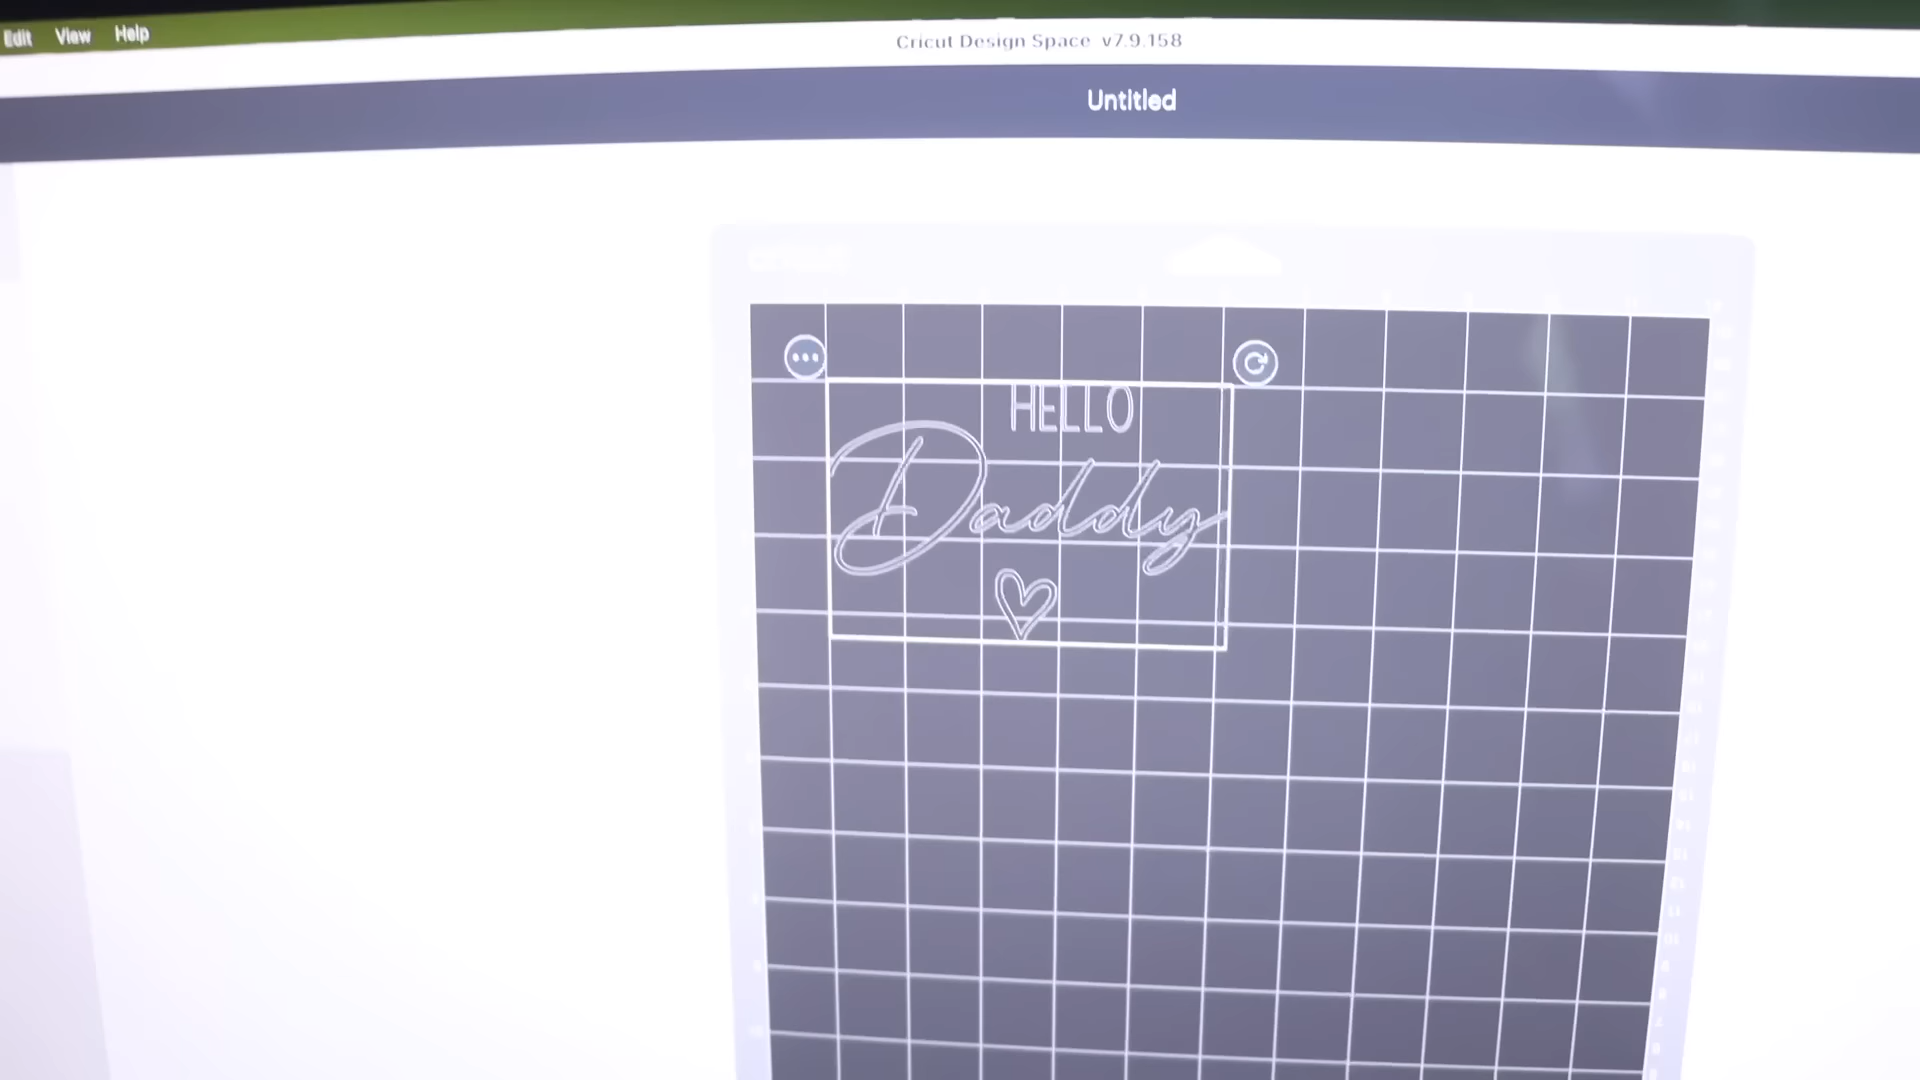 Edit View Help
Cricut Design Space v7.9.158
Untitled
HELLO
Daddy